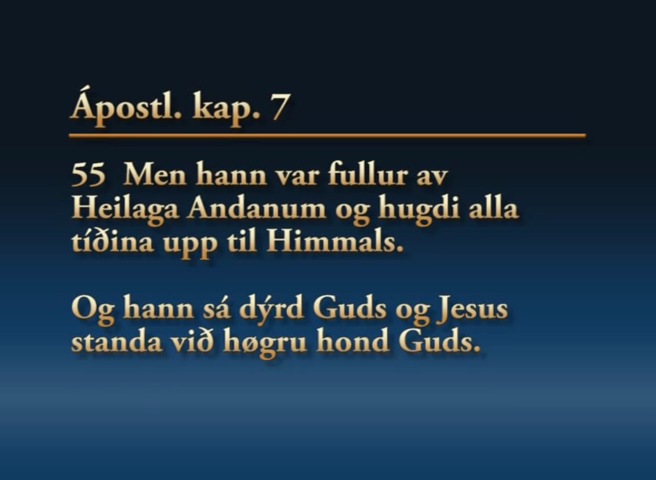 Ápostl. kap. 7
55 Men hann var fullur av
Heilaga Andanum og hugdi alla
tíðina upp til Himmals.
Og hann sá dýrd Guds og Jesus
standa við høgru hond Guds.